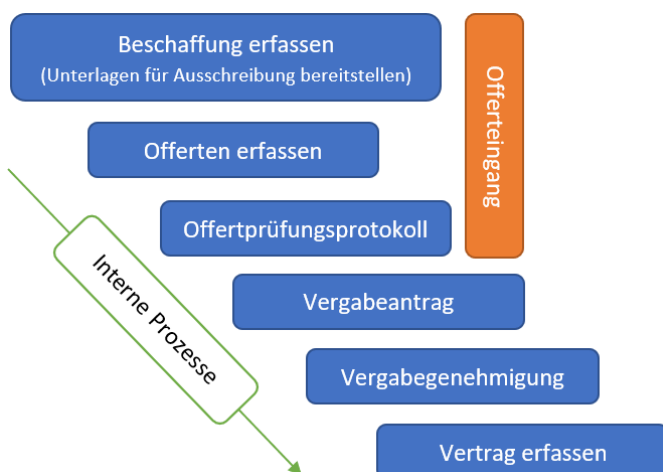 Beschaffung erfassen
(Unterlagen für Ausschreibung bereitstellen)
Offerteingang
Offerten erfassen
Offertprüfungsprotokoll
Interne Prozesse
Vergabeantrag
Vergabegenehmigung
Vertrag erfassen